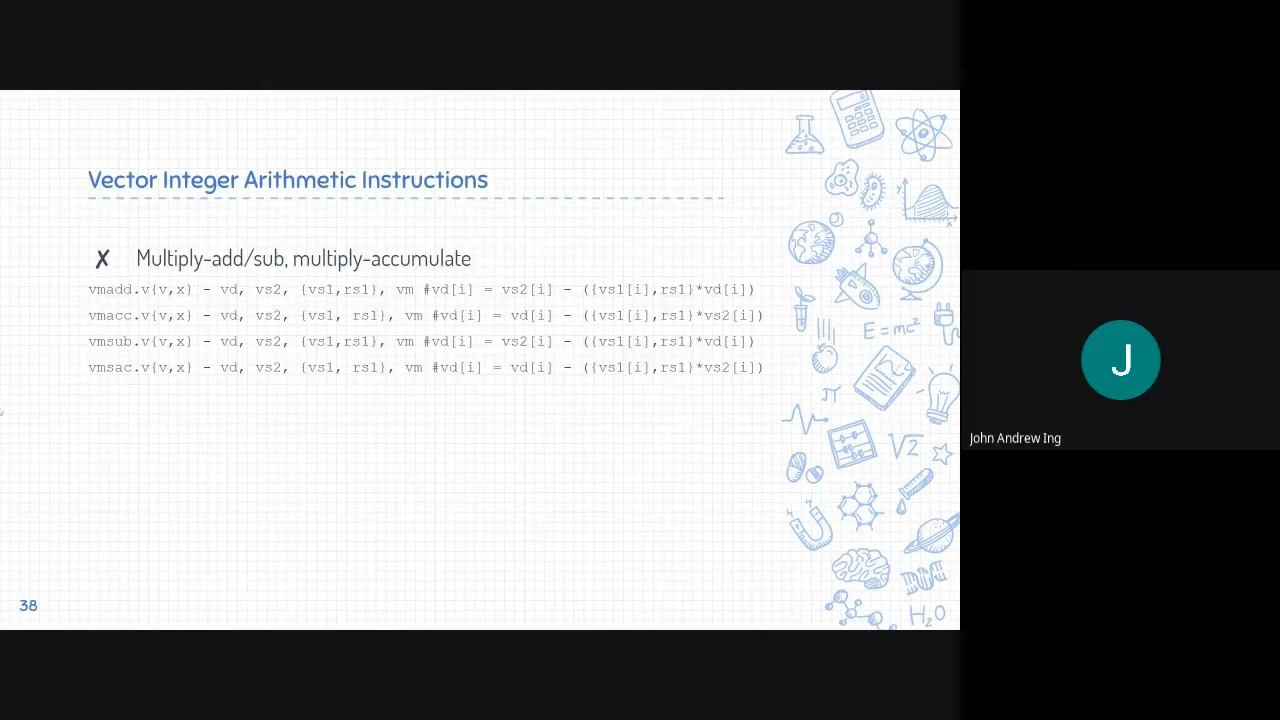 Vector Integer Arithmetic Instructions
✗ Multiply-add/sub, multiply-accumulate
vmadd.v{v,x} - vd, vs2, {vs1,rs1}, vm #vd[i] = vs2[i] - ({vs1[i],rs1}*vd[i])
vmacc.v{v,x} - vd, vs2, {vs1, rs1}, vm #vd[i] = vd[i] - ({vs1[i],rs1}*vs2[i])
vmsub.v{v,x} - vd, vs2, {vs1,rs1}, vm #vd[i] = vs2[i] - ({vs1[i],rs1}*vd[i])
vmsac.v{v,x} - vd, vs2, {vs1, rs1}, vm #vd[i] = vd[i] - ({vs1[i],rs1}*vs2[i])
38
y
x
E=mc²
π
√2
H₂O
J
John Andrew Ing